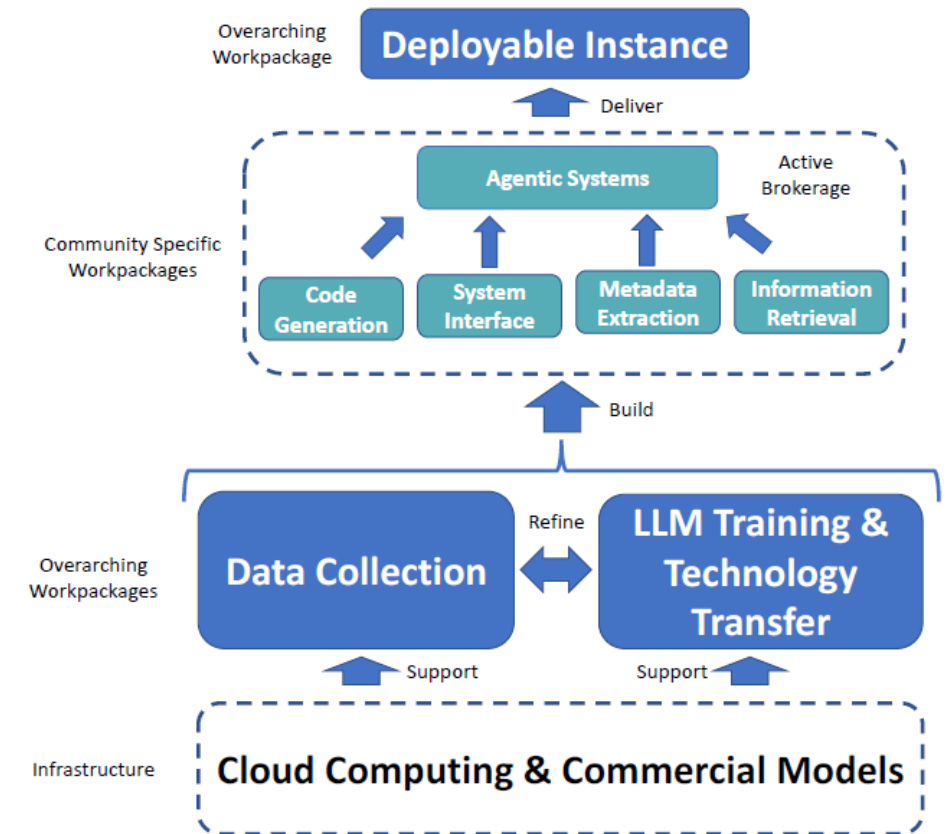 Overarching
Workpackage
Deployable Instance
Deliver
Agentic Systems
Active
Brokerage
Community Specific
Workpackages
Code
Generation
System
Interface
Metadata
Extraction
Information
Retrieval
Build
Overarching
Workpackages
Data Collection
Refine
LLM Training &
Technology
Transfer
Support
Support
Infrastructure
Cloud Computing & Commercial Models